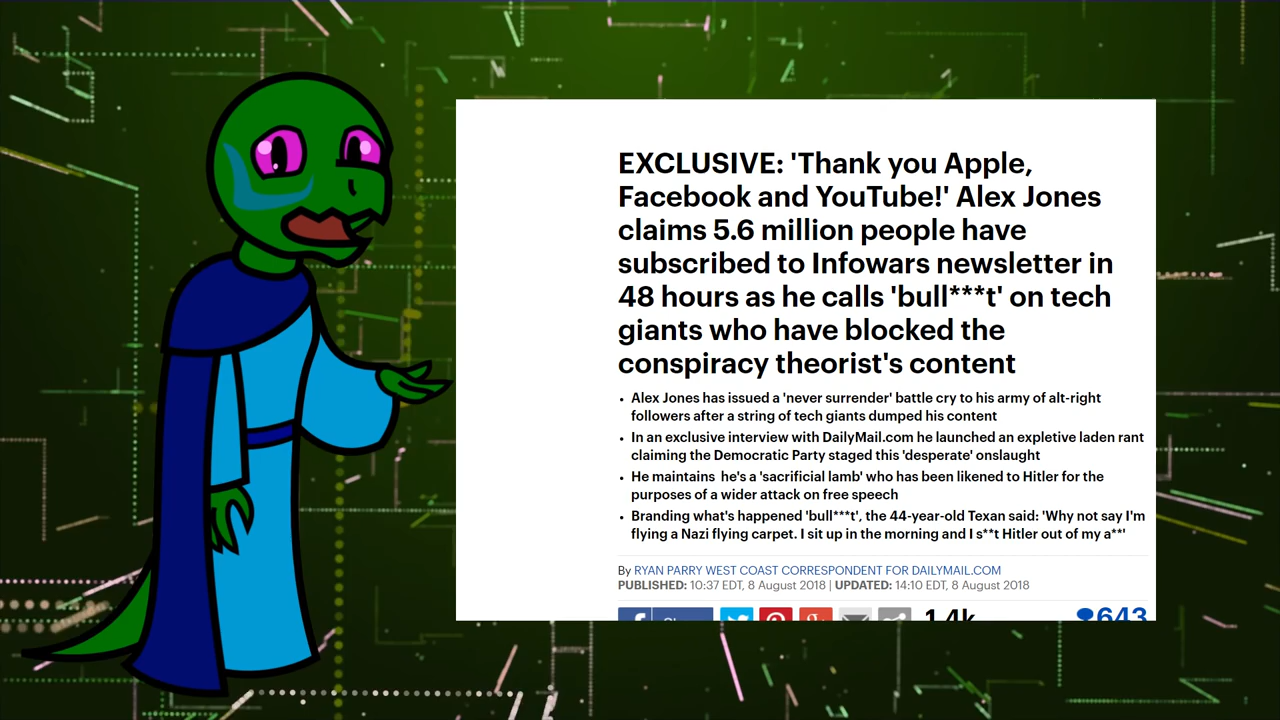 EXCLUSIVE: 'Thank you Apple,
Facebook and YouTube!' Alex Jones
claims 5.6 million people have
subscribed to Infowars newsletter in
48 hours as he calls 'bull***t' on tech
giants who have blocked the
conspiracy theorist's content
• Alex Jones has issued a 'never surrender' battle cry to his army of alt-right
followers after a string of tech giants dumped his content
• In an exclusive interview with DailyMail.com he launched an expletive laden rant
claiming the Democratic Party staged this 'desperate' onslaught
• He maintains he's a 'sacrificial lamb' who has been likened to Hitler for the
purposes of a wider attack on free speech
• Branding what's happened 'bull***t', the 44-year-old Texan said: 'Why not say I'm
flying a Nazi flying carpet. I sit up in the morning and I s**t Hitler out of my a**'
By RYAN PARRY WEST COAST CORRESPONDENT FOR DAILYMAIL.COM
PUBLISHED: 10:37 EDT, 8 August 2018 | UPDATED: 14:10 EDT, 8 August 2018
1.4k 643